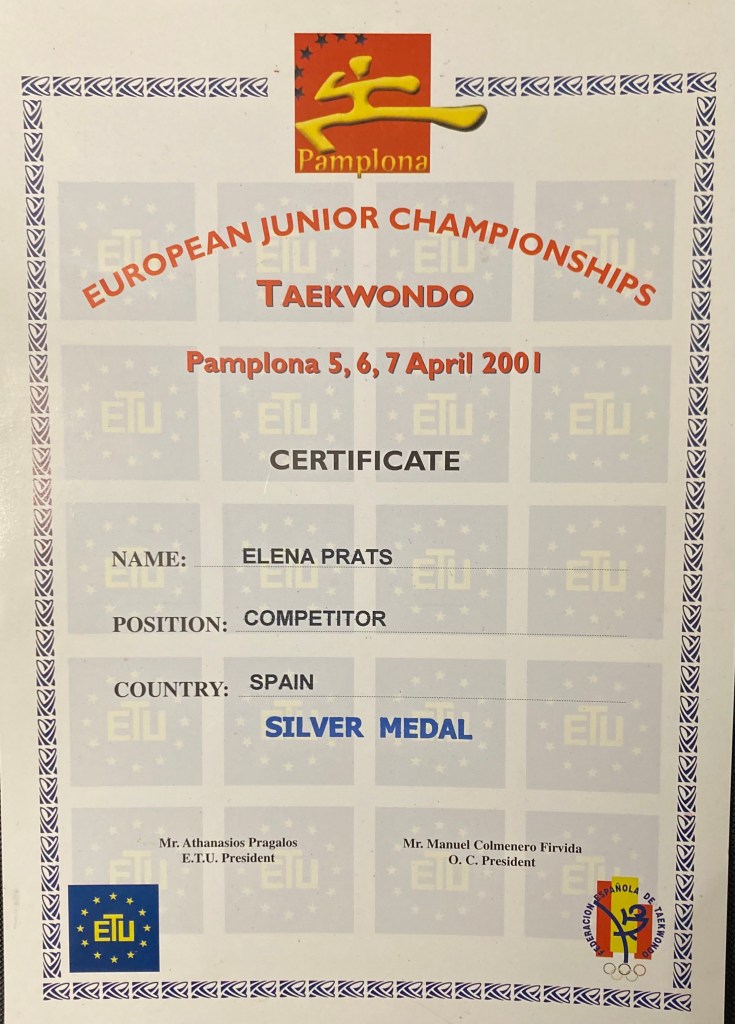 Pamplona
EUROPEAN JUNIOR CHAMPIONSHIPS
TAEKWONDO
Pamplona 5, 6, 7 April 2001
CERTIFICATE
NAME: ELENA PRATS
POSITION: COMPETITOR
COUNTRY: SPAIN
SILVER MEDAL
Mr. Athanasios Pragalos
E.T.U. President
Mr. Manuel Colmenero Firvida
O. C. President
ETU
FEDERACION ESPAÑOLA DE TAEKWONDO